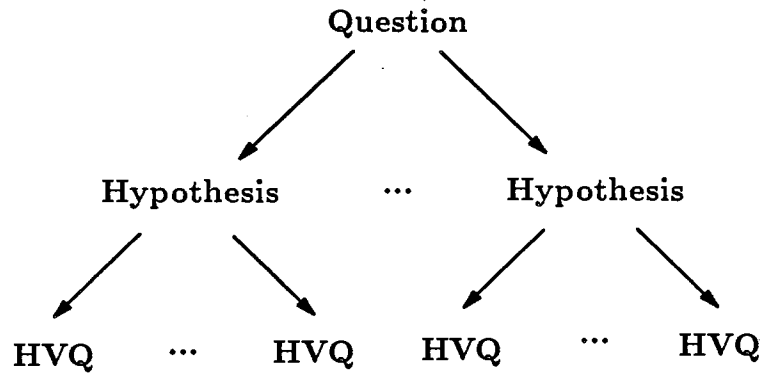 Question
Hypothesis ... Hypothesis
HVQ ... HVQ HVQ ... HVQ